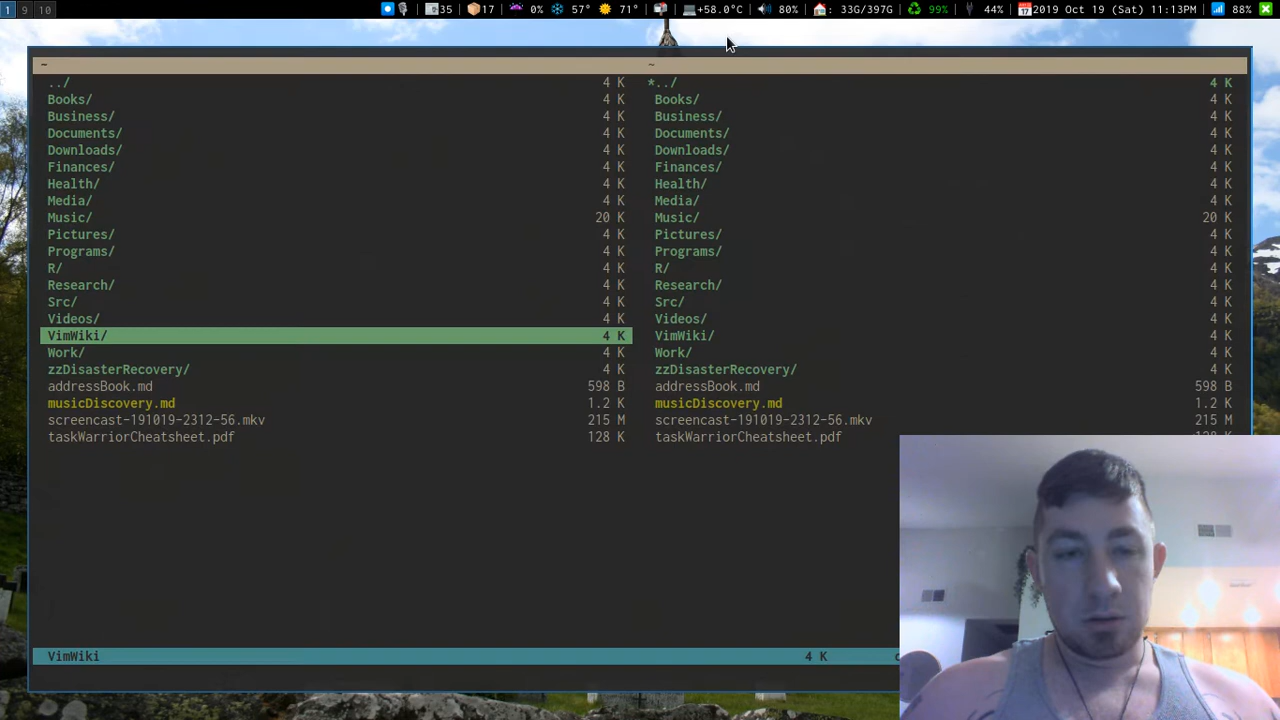 1 9 10 35 17 0% 57° 71° +58.0°C 80% : 33G/397G 99% 44% 2019 Oct 19 (Sat) 11:13PM 88%
~ ~
../ 4 K *../ 4 K
Books/ 4 K Books/ 4 K
Business/ 4 K Business/ 4 K
Documents/ 4 K Documents/ 4 K
Downloads/ 4 K Downloads/ 4 K
Finances/ 4 K Finances/ 4 K
Health/ 4 K Health/ 4 K
Media/ 4 K Media/ 4 K
Music/ 20 K Music/ 20 K
Pictures/ 4 K Pictures/ 4 K
Programs/ 4 K Programs/ 4 K
R/ 4 K R/ 4 K
Research/ 4 K Research/ 4 K
Src/ 4 K Src/ 4 K
Videos/ 4 K Videos/ 4 K
VimWiki/ 4 K VimWiki/ 4 K
Work/ 4 K Work/ 4 K
zzDisasterRecovery/ 4 K zzDisasterRecovery/ 4 K
addressBook.md 598 B addressBook.md 598 B
musicDiscovery.md 1.2 K musicDiscovery.md 1.2 K
screencast-191019-2312-56.mkv 215 M screencast-191019-2312-56.mkv 215 M
taskWarriorCheatsheet.pdf 128 K taskWarriorCheatsheet.pdf
VimWiki 4 K